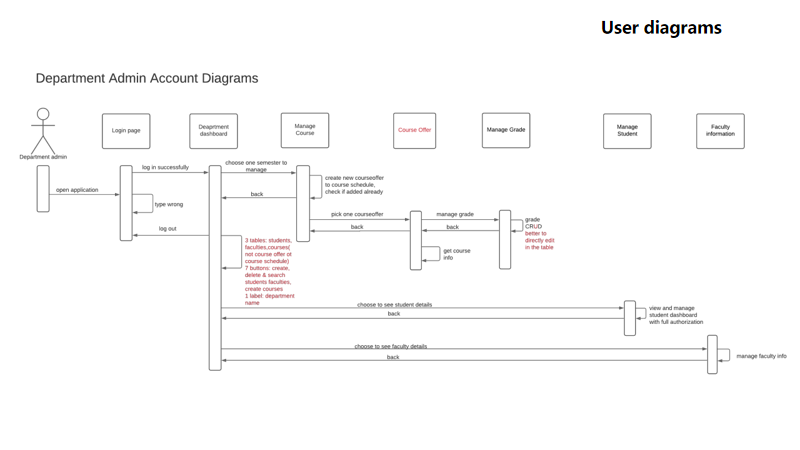 User diagrams
Department Admin Account Diagrams
Department admin
Login page
Deaprtment
dashboard
Manage
Course
Course Offer
Manage Grade
Manage
Student
Faculty
information
open application
log in successfully
type wrong
log out
choose one semester to
manage
back
create new courseoffer
to course schedule,
check if added already
pick one courseoffer
back
manage grade
back
grade
CRUD
better to
directly edit
in the table
get course
info
3 tables: students,
faculties,courses(
not course offer of
course schedule)
7 buttons: create,
delete & search
students faculties,
create courses
1 label: department
name
choose to see student details
back
view and manage
student dashboard
with full authorization
choose to see faculty details
back
manage faculty info